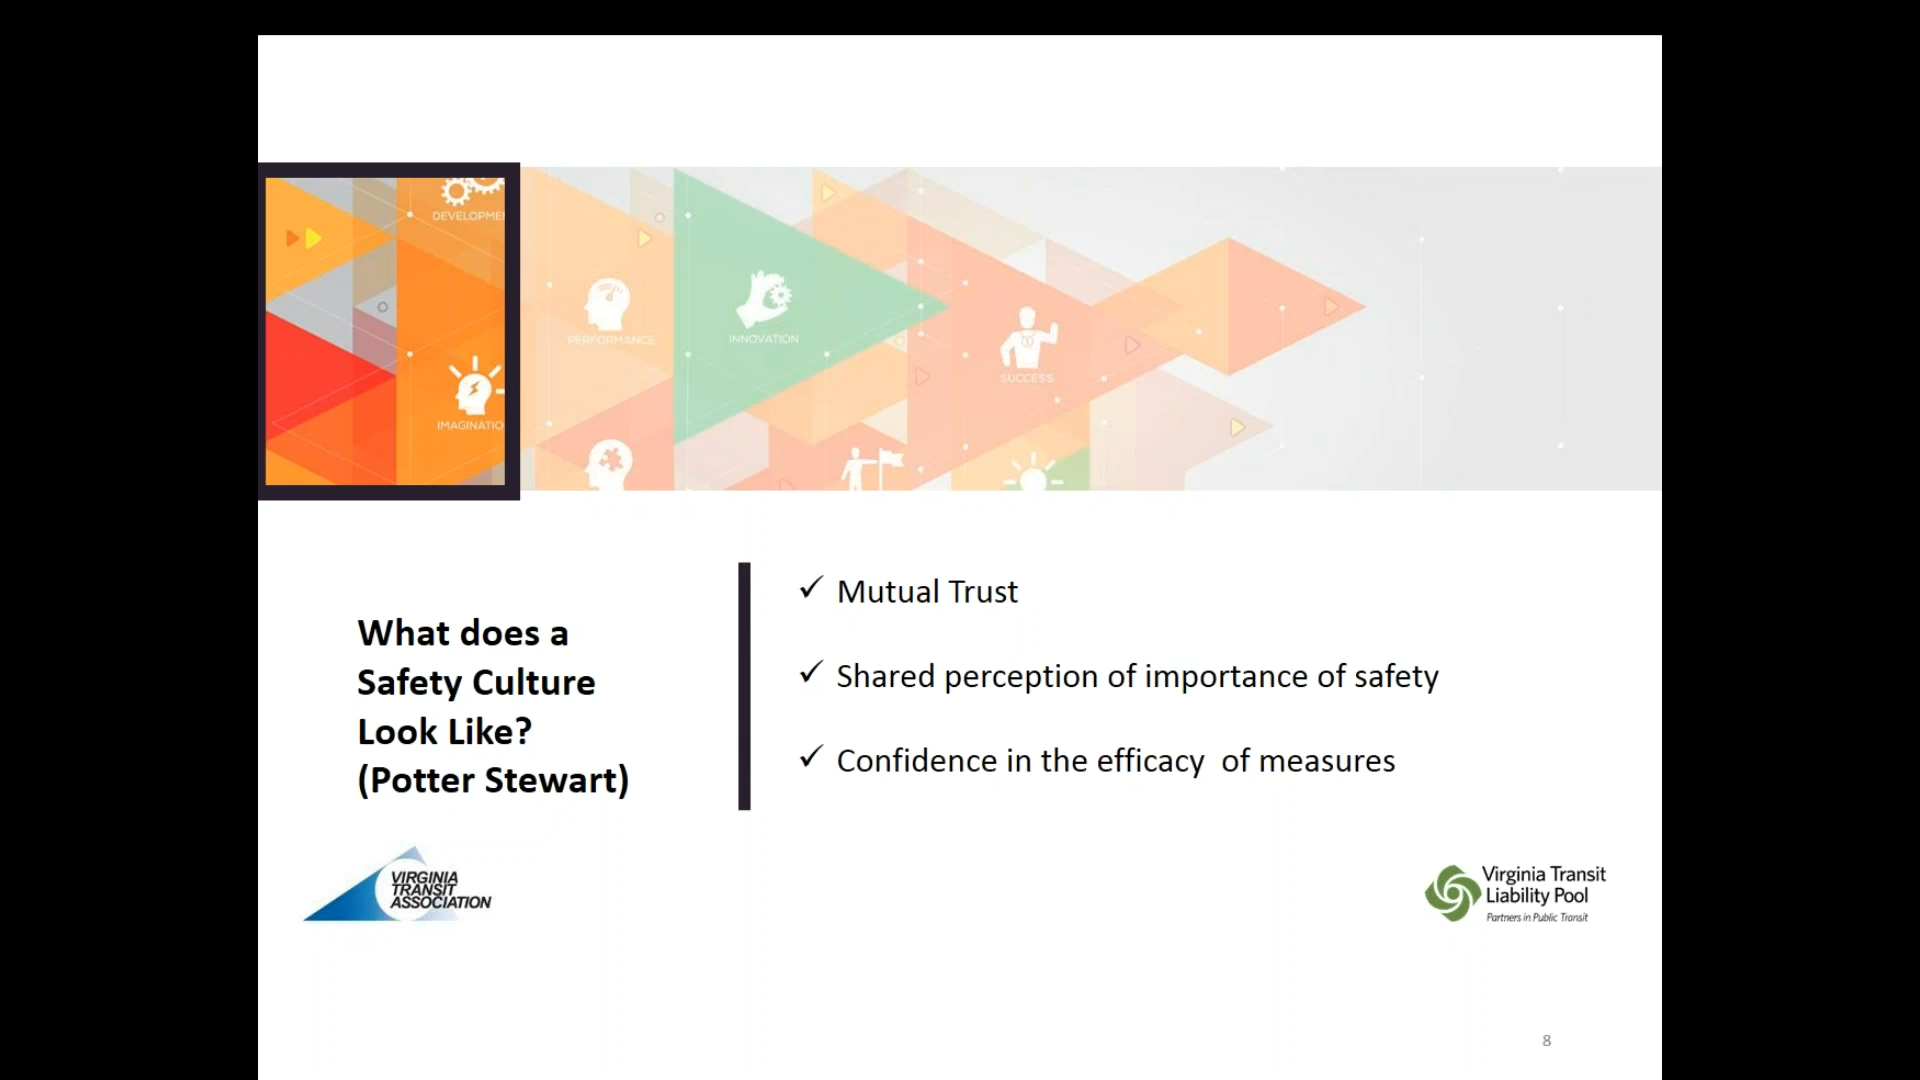 DEVELOPMEN
IMAGINATIO
PERFORMANCE
INNOVATION
SUCCESS
What does a
Safety Culture
Look Like?
(Potter Stewart)
✓ Mutual Trust
✓ Shared perception of importance of safety
✓ Confidence in the efficacy  of measures
VIRGINIA
TRANSIT
ASSOCIATION
Virginia Transit
Liability Pool
Partners in Public Transit
8